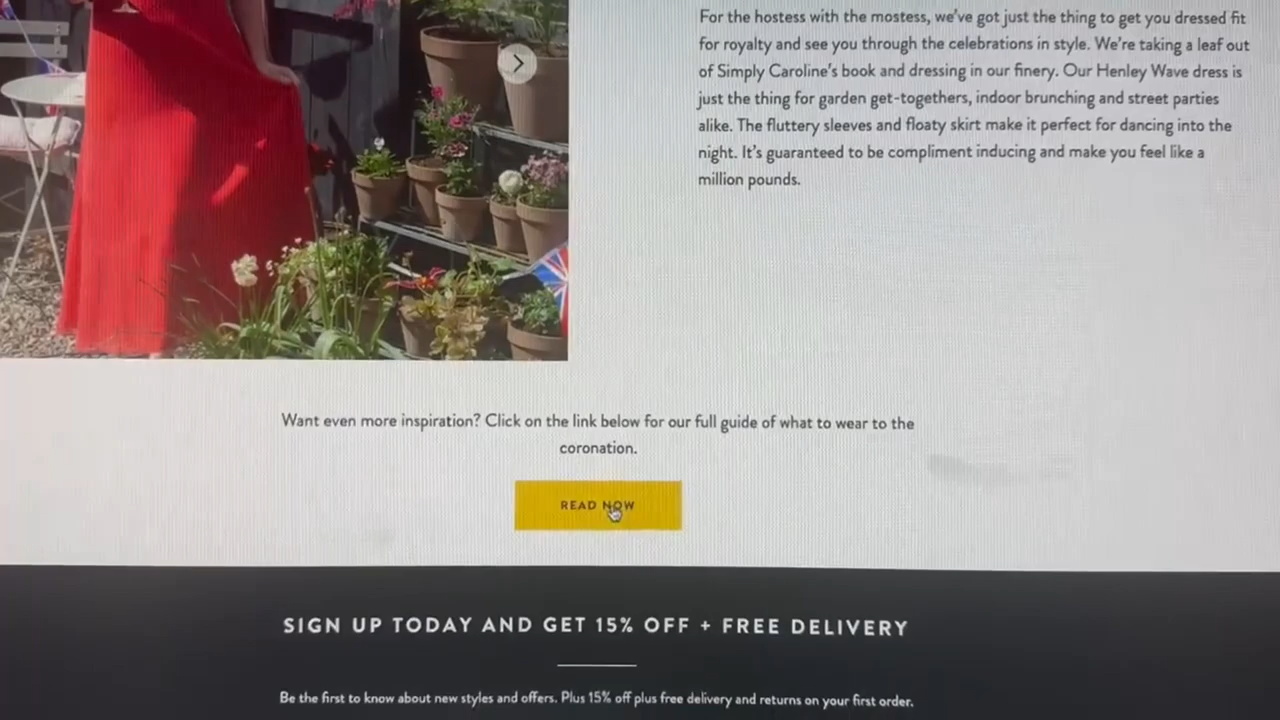 For the hostess with the mostess, we've got just the thing to get you dressed fit
for royalty and see you through the celebrations in style. We're taking a leaf out
of Simply Caroline's book and dressing in our finery. Our Henley Wave dress is
just the thing for garden get-togethers, indoor brunching and street parties
alike. The fluttery sleeves and floaty skirt make it perfect for dancing into the
night. It's guaranteed to be compliment inducing and make you feel like a
million pounds.
Want even more inspiration? Click on the link below for our full guide of what to wear to the
coronation.
READ NOW
SIGN UP TODAY AND GET 15% OFF + FREE DELIVERY
Be the first to know about new styles and offers. Plus 15% off plus free delivery and returns on your first order.